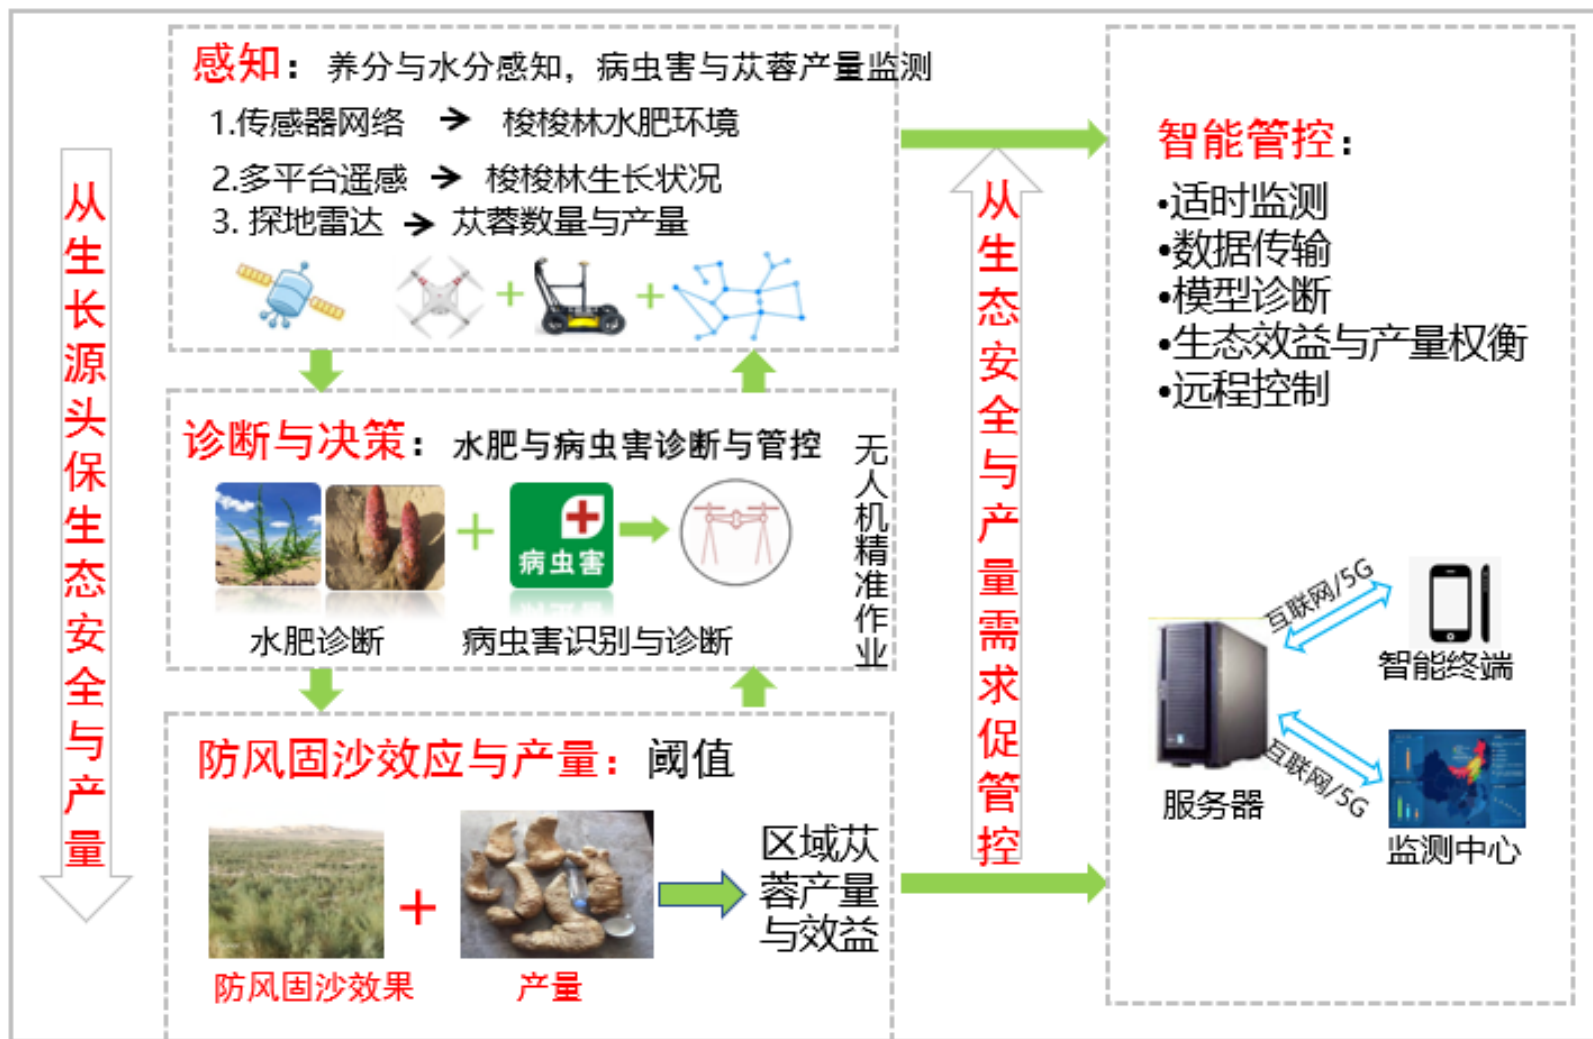 感知：养分与水分感知，病虫害与苁蓉产量监测
1.传感器网络 → 梭梭林水肥环境
2.多平台遥感 → 梭梭林生长状况
3. 探地雷达 → 苁蓉数量与产量
从生长源头保生态安全与产量
诊断与决策：水肥与病虫害诊断与管控
病虫害
水肥诊断
病虫害识别与诊断
无人机精准作业
防风固沙效应与产量：阈值
防风固沙效果
产量
区域苁
蓉产量
与效益
从生态安全与产量需求促管控
智能管控：
•适时监测
•数据传输
•模型诊断
•生态效益与产量权衡
•远程控制
互联网/5G
智能终端
服务器
互联网/5G
监测中心